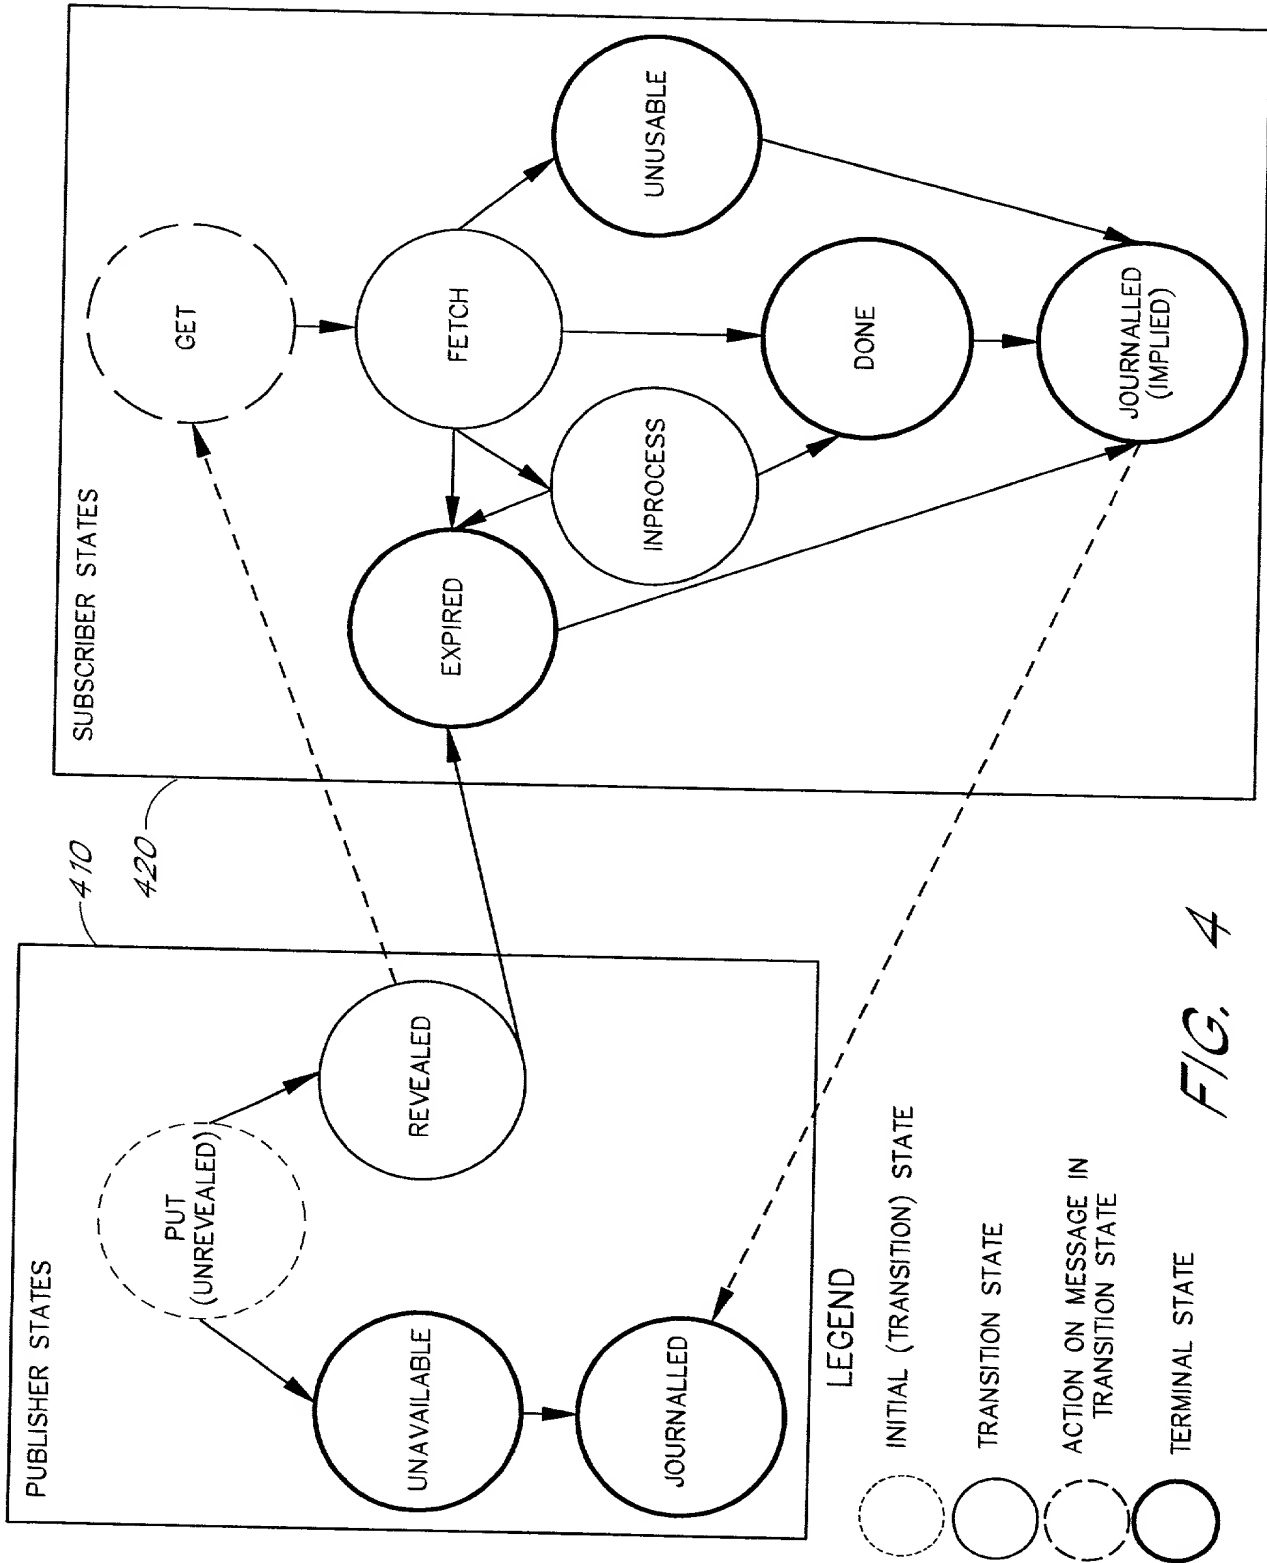 PUBLISHER STATES
410
PUT
(UNREVEALED)
UNAVAILABLE
REVEALED
JOURNALLED
SUBSCRIBER STATES
420
GET
EXPIRED
FETCH
INPROCESS
UNUSABLE
DONE
JOURNALLED
(IMPLIED)
LEGEND
INITIAL (TRANSITION) STATE
TRANSITION STATE
ACTION ON MESSAGE IN
TRANSITION STATE
TERMINAL STATE
FIG. 4